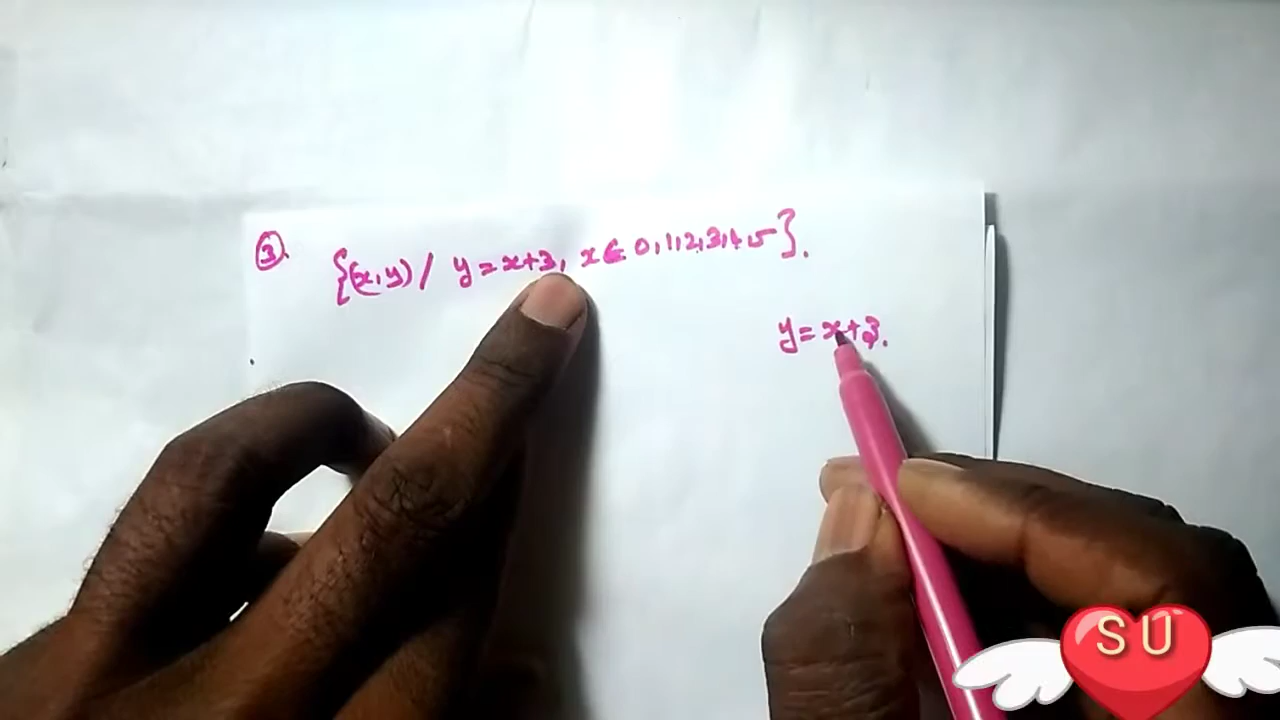 ③. {(x,y) / y = x+3, x ∈ 0,1,2,3,4,5}.
y = x+3.
SU